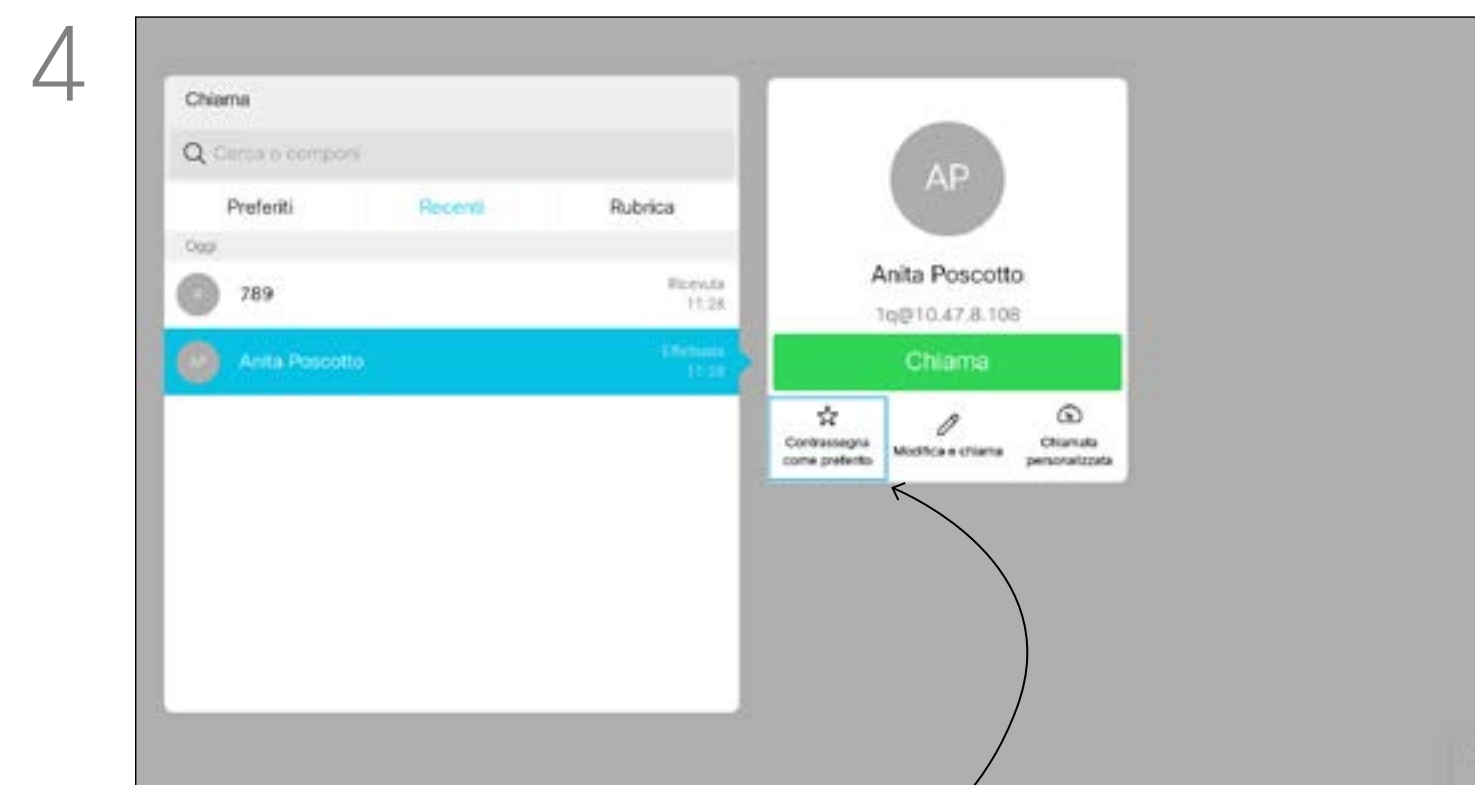 4
Chiama
Cerca o componi
Preferiti
Recenti
Rubrica
Oggi
789
Ricevuta
11:28
AP
Anita Poscotto
Effettuata
11:28
AP
Anita Poscotto
1q@10.47.8.108
Chiama
Contrassegna
come preferito
Modifica e chiama
Chiamata
personalizzata